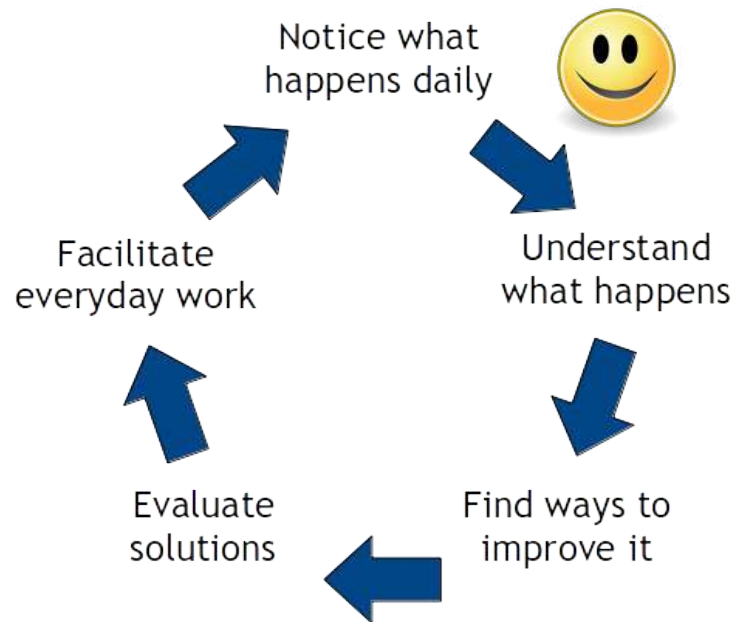 Notice what
happens daily
Understand
what happens
Find ways to
improve it
Evaluate
solutions
Facilitate
everyday work